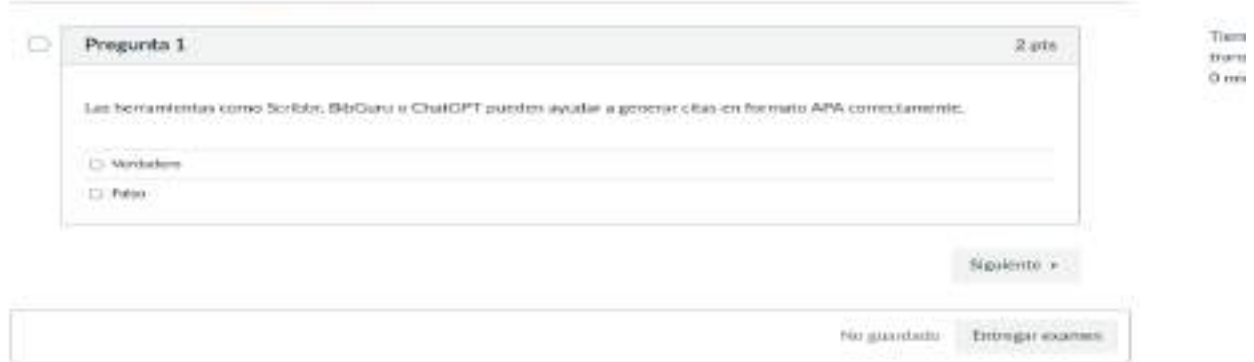 Pregunta 1
2 pts
Las herramientas como Scribbr, BibGuru o ChatGPT pueden ayudar a generar citas en formato APA correctamente.
Verdadero
Falso
Siguiente
No guardado
Entregar examen